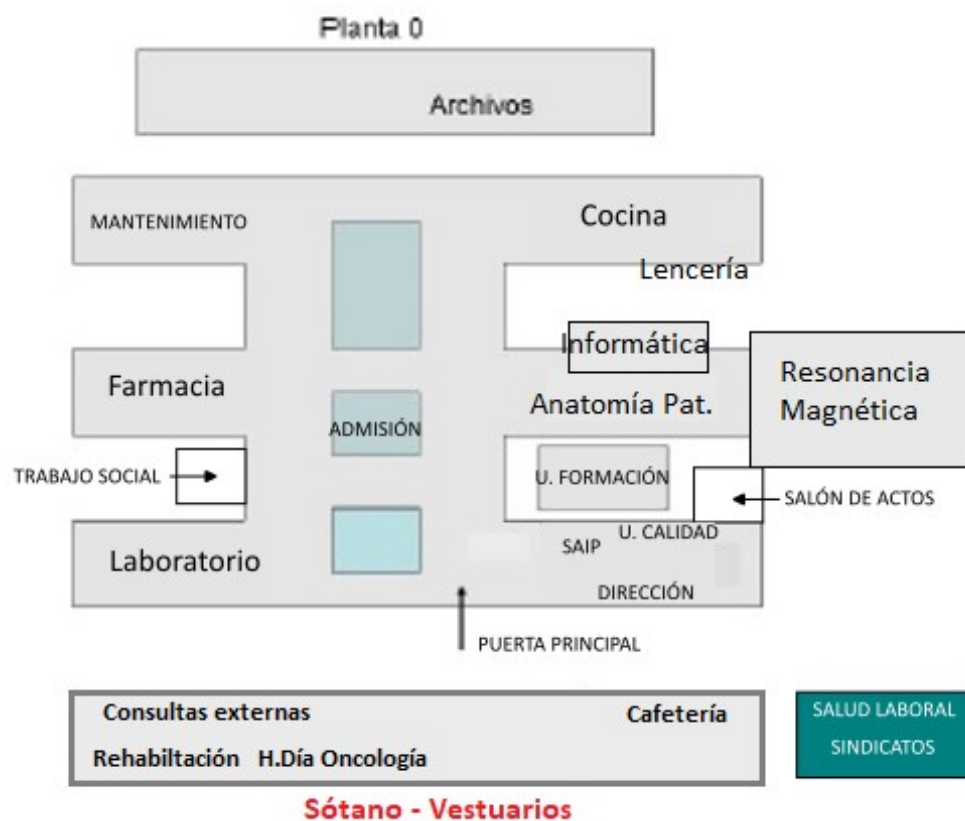 Planta 0
Archivos
MANTENIMIENTO
Cocina
Lencería
Informática
Resonancia
Magnética
Farmacia
Anatomía Pat.
ADMISIÓN
TRABAJO SOCIAL
U. FORMACIÓN
SALÓN DE ACTOS
U. CALIDAD
SAIP
Laboratorio
DIRECCIÓN
PUERTA PRINCIPAL
Consultas externas
Cafetería
SALUD LABORAL
SINDICATOS
Rehabiltación H.Día Oncología
Sótano - Vestuarios